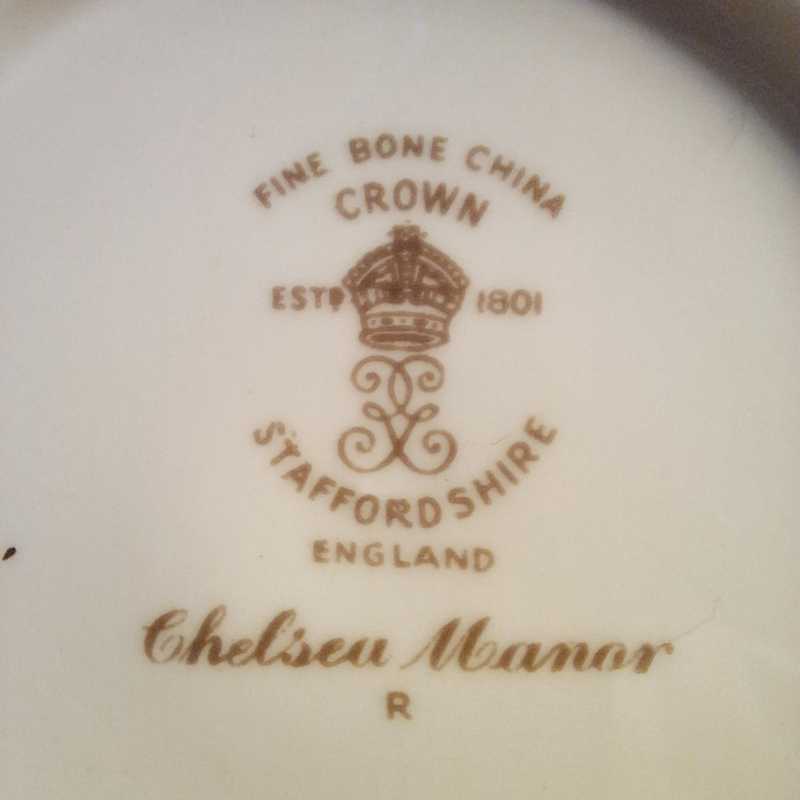 FINE BONE CHINA
CROWN
ESTD 1801
STAFFORDSHIRE
ENGLAND
Chelsea Manor
R